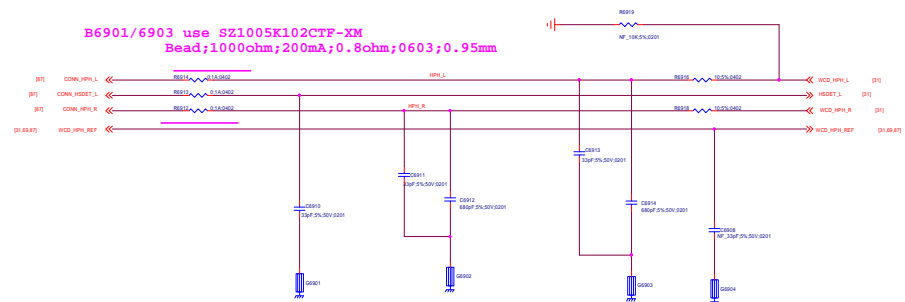 R6919
NF_10K;5%;0201
B6901/6903 use SZ1005K102CTF-XM
Bead;1000ohm;200mA;0.8ohm;0603;0.95mm
[87] CONN_HPH_L R6914 0;1A;0402 HPH_L R6916 10;5%;0402 WCD_HPH_L [31]
[87] CONN_HSDET_L R6913 0;1A;0402 HSDET_L [31]
[87] CONN_HPH_R R6912 0;1A;0402 HPH_R R6918 10;5%;0402 WCD_HPH_R [31]
[31,69,87] WCD_HPH_REF WCD_HPH_REF [31,69,87]
C6913
33pF;5%;50V;0201
C6911
33pF;5%;50V;0201
C6912
680pF;5%;50V;0201
C6910
33pF;5%;50V;0201
C6914
680pF;5%;50V;0201
C6908
NF_33pF;5%;50V;0201
G6901
G6902
G6903
G6904